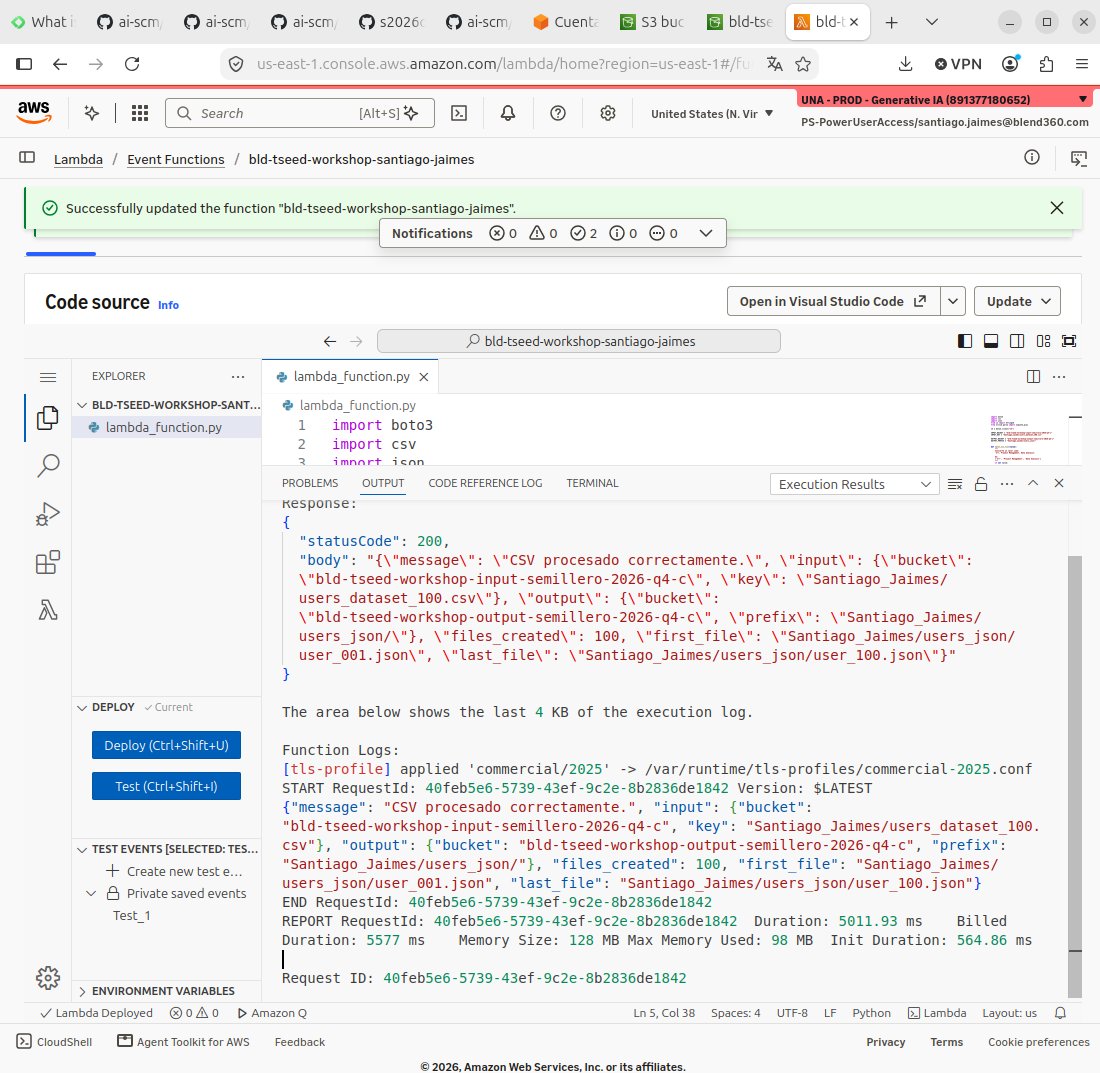 What is
ai-scm
ai-scm
ai-scm
s2026
ai-scm
Cuenta
S3 buc
bld-tse
bld-t
us-east-1.console.aws.amazon.com/lambda/home?region=us-east-1#/fu
VPN
aws
Search
[Alt+S]
United States (N. Vir
UNA - PROD - Generative IA (891377180652)
PS-PowerUserAccess/santiago.jaimes@blend360.com
Lambda / Event Functions / bld-tseed-workshop-santiago-jaimes
Successfully updated the function "bld-tseed-workshop-santiago-jaimes".
Notifications 0 0 2 0 0
Code source Info
Open in Visual Studio Code
Update
bld-tseed-workshop-santiago-jaimes
EXPLORER
lambda_function.py
BLD-TSEED-WORKSHOP-SANT...
lambda_function.py
lambda_function.py
1 import boto3
2 import csv
3 import json
PROBLEMS OUTPUT CODE REFERENCE LOG TERMINAL
Execution Results
Response:
{
"statusCode": 200,
"body": "{\"message\": \"CSV procesado correctamente.\", \"input\": {\"bucket\":
\"bld-tseed-workshop-input-semillero-2026-q4-c\", \"key\": \"Santiago_Jaimes/
users_dataset_100.csv\"}, \"output\": {\"bucket\":
\"bld-tseed-workshop-output-semillero-2026-q4-c\", \"prefix\": \"Santiago_Jaimes/
users_json/\"}, \"files_created\": 100, \"first_file\": \"Santiago_Jaimes/users_json/
user_001.json\", \"last_file\": \"Santiago_Jaimes/users_json/user_100.json\"}"
}
The area below shows the last 4 KB of the execution log.
Function Logs:
[tls-profile] applied 'commercial/2025' -> /var/runtime/tls-profiles/commercial-2025.conf
START RequestId: 40feb5e6-5739-43ef-9c2e-8b2836de1842 Version: $LATEST
{"message": "CSV procesado correctamente.", "input": {"bucket":
"bld-tseed-workshop-input-semillero-2026-q4-c", "key": "Santiago_Jaimes/users_dataset_100.
csv"}, "output": {"bucket": "bld-tseed-workshop-output-semillero-2026-q4-c", "prefix":
"Santiago_Jaimes/users_json/"}, "files_created": 100, "first_file": "Santiago_Jaimes/
users_json/user_001.json", "last_file": "Santiago_Jaimes/users_json/user_100.json"}
END RequestId: 40feb5e6-5739-43ef-9c2e-8b2836de1842
REPORT RequestId: 40feb5e6-5739-43ef-9c2e-8b2836de1842 Duration: 5011.93 ms Billed
Duration: 5577 ms Memory Size: 128 MB Max Memory Used: 98 MB Init Duration: 564.86 ms
Request ID: 40feb5e6-5739-43ef-9c2e-8b2836de1842
DEPLOY Current
Deploy (Ctrl+Shift+U)
Test (Ctrl+Shift+I)
TEST EVENTS [SELECTED: TES...
Create new test e...
Private saved events
Test_1
ENVIRONMENT VARIABLES
Lambda Deployed 0 0 Amazon Q
Ln 5, Col 38 Spaces: 4 UTF-8 LF Python Lambda Layout: us
CloudShell Agent Toolkit for AWS Feedback
Privacy Terms Cookie preferences
© 2026, Amazon Web Services, Inc. or its affiliates.